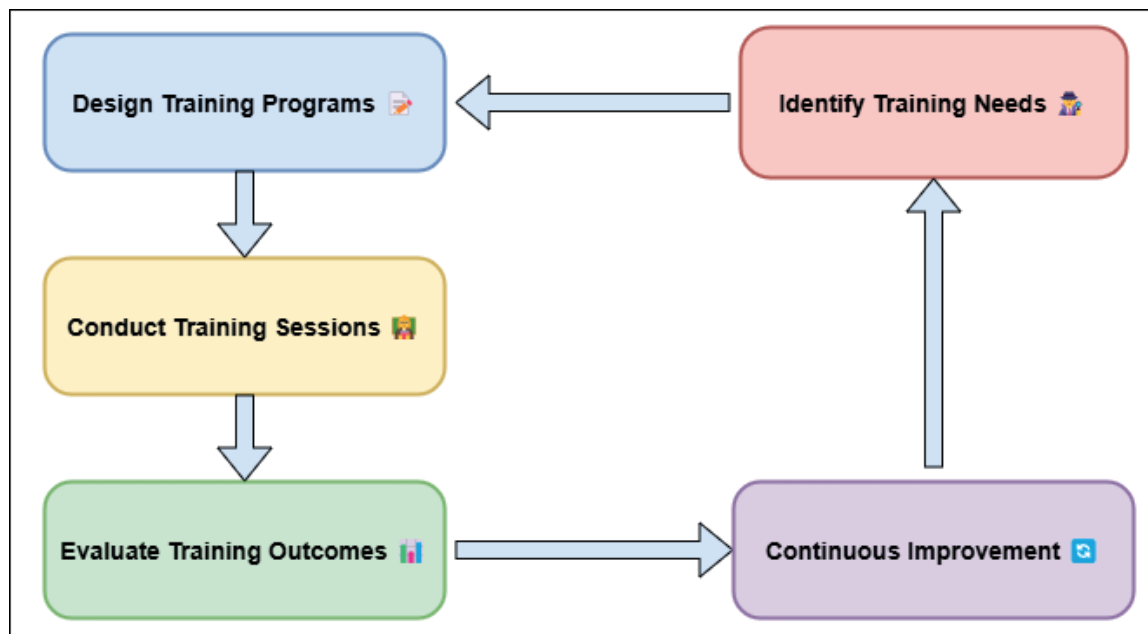 Design Training Programs 📝
Identify Training Needs 🕵️
Conduct Training Sessions 👩‍🏫
Evaluate Training Outcomes 📊
Continuous Improvement 🔄